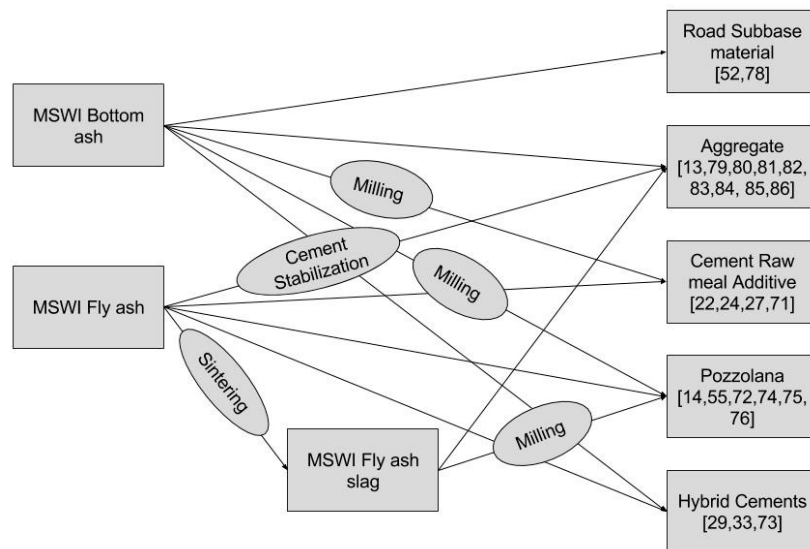 Road Subbase
material
[52,78]
MSWI Bottom
ash
Aggregate
[13,79,80,81,82,
83,84, 85,86]
Milling
Cement
Stabilization
Milling
Cement Raw
meal Additive
[22,24,27,71]
MSWI Fly ash
Sintering
Pozzolana
[14,55,72,74,75,
76]
Milling
MSWI Fly ash
slag
Hybrid Cements
[29,33,73]